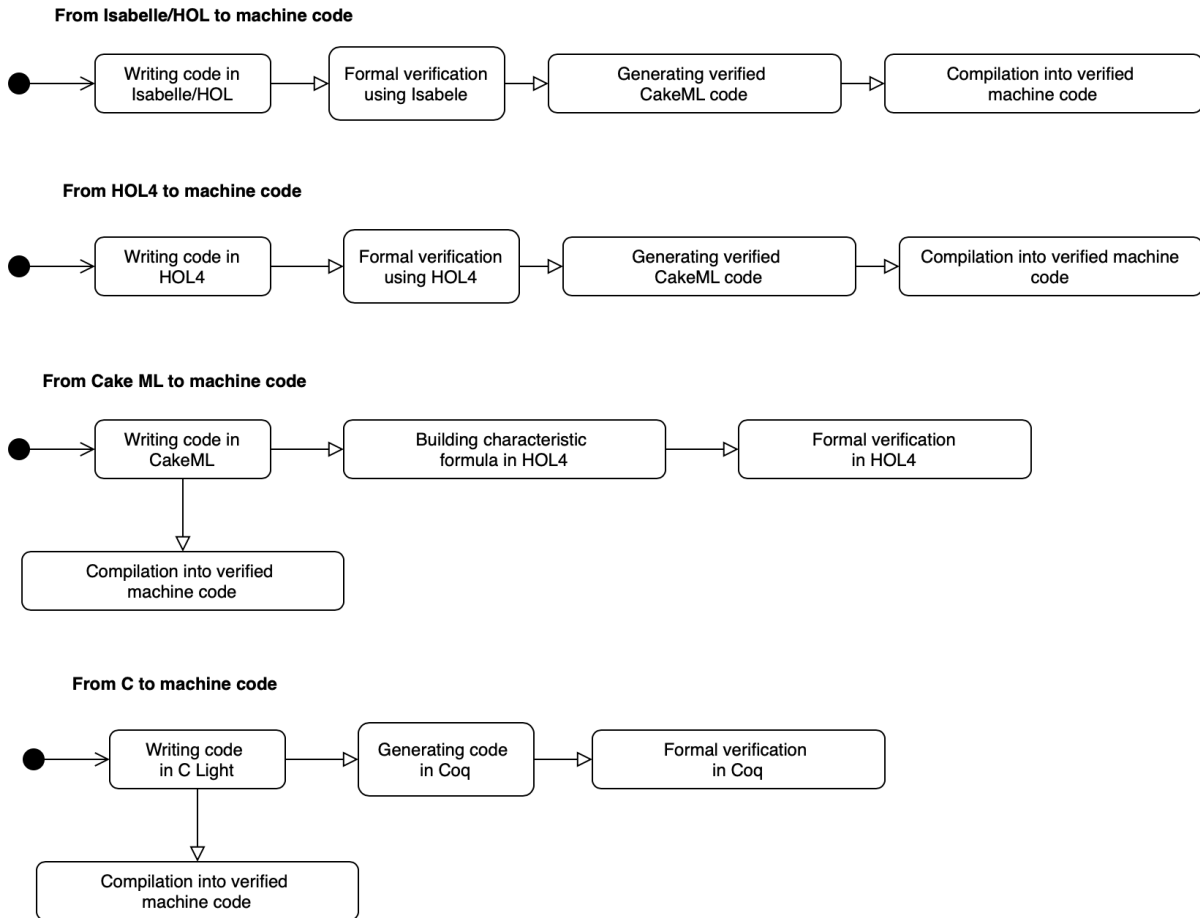 From Isabelle/HOL to machine code
Writing code in
Isabelle/HOL
Formal verification
using Isabele
Generating verified
CakeML code
Compilation into verified
machine code
From HOL4 to machine code
Writing code in
HOL4
Formal verification
using HOL4
Generating verified
CakeML code
Compilation into verified machine
code
From Cake ML to machine code
Writing code in
CakeML
Building characteristic
formula in HOL4
Formal verification
in HOL4
Compilation into verified
machine code
From C to machine code
Writing code
in C Light
Generating code
in Coq
Formal verification
in Coq
Compilation into verified
machine code